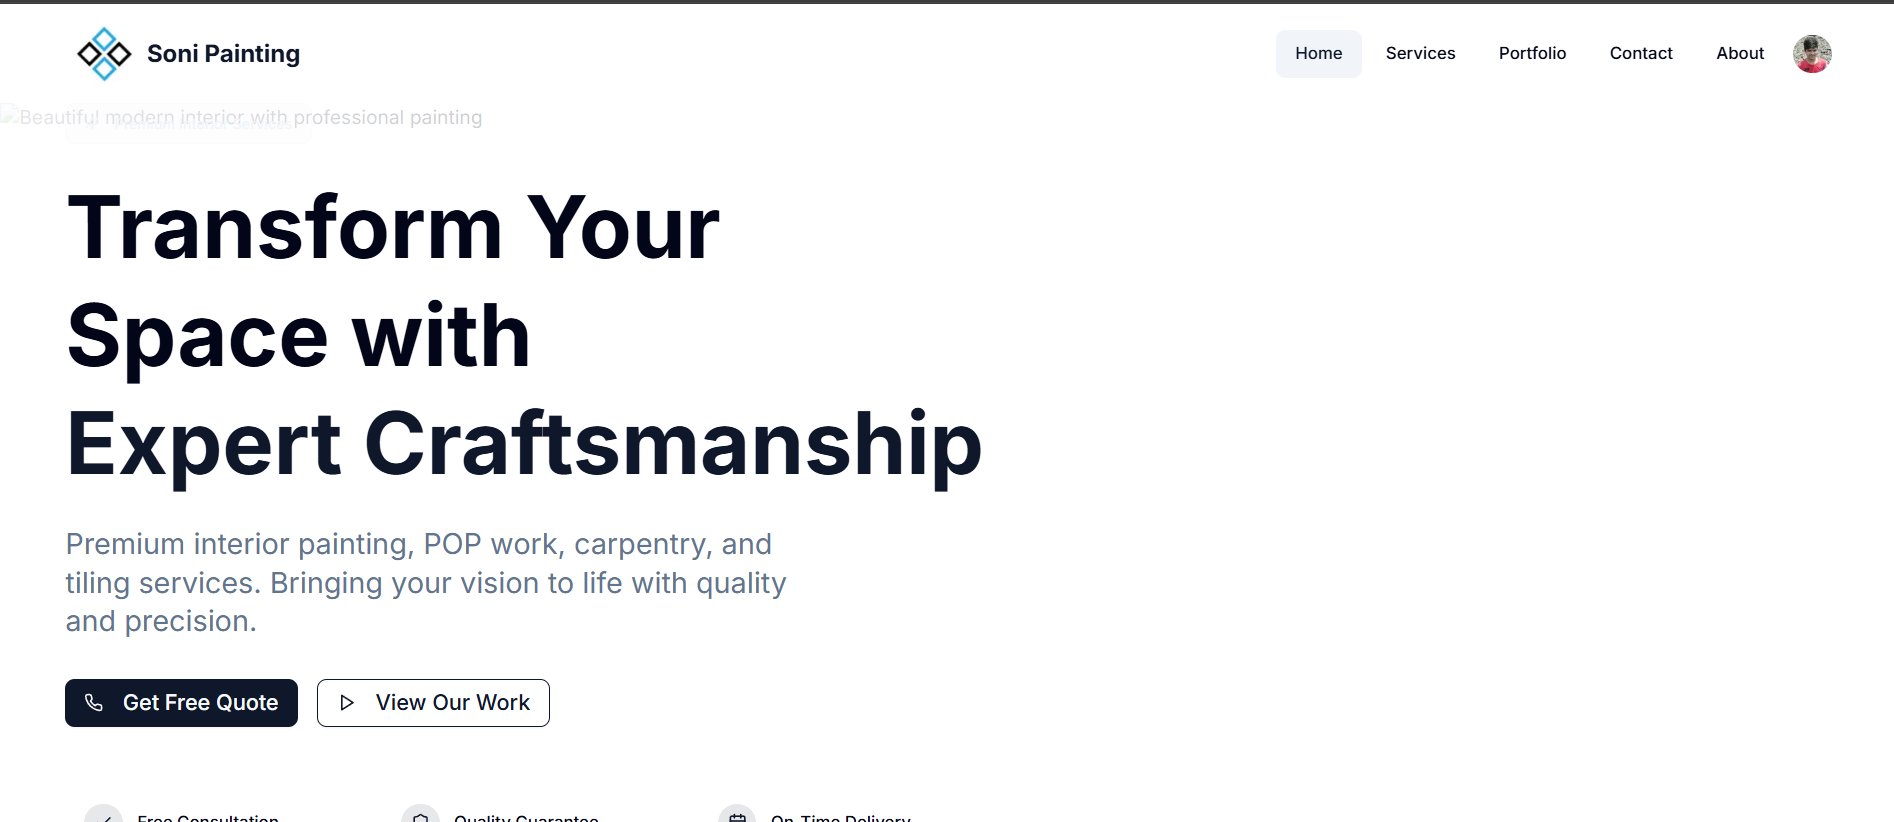 Soni Painting
Home Services Portfolio Contact About
Beautiful modern interior with professional painting
Premium Interior Services
Transform Your
Space with
Expert Craftsmanship
Premium interior painting, POP work, carpentry, and
tiling services. Bringing your vision to life with quality
and precision.
Get Free Quote View Our Work
Free Consultation Quality Guarantee On-Time Delivery